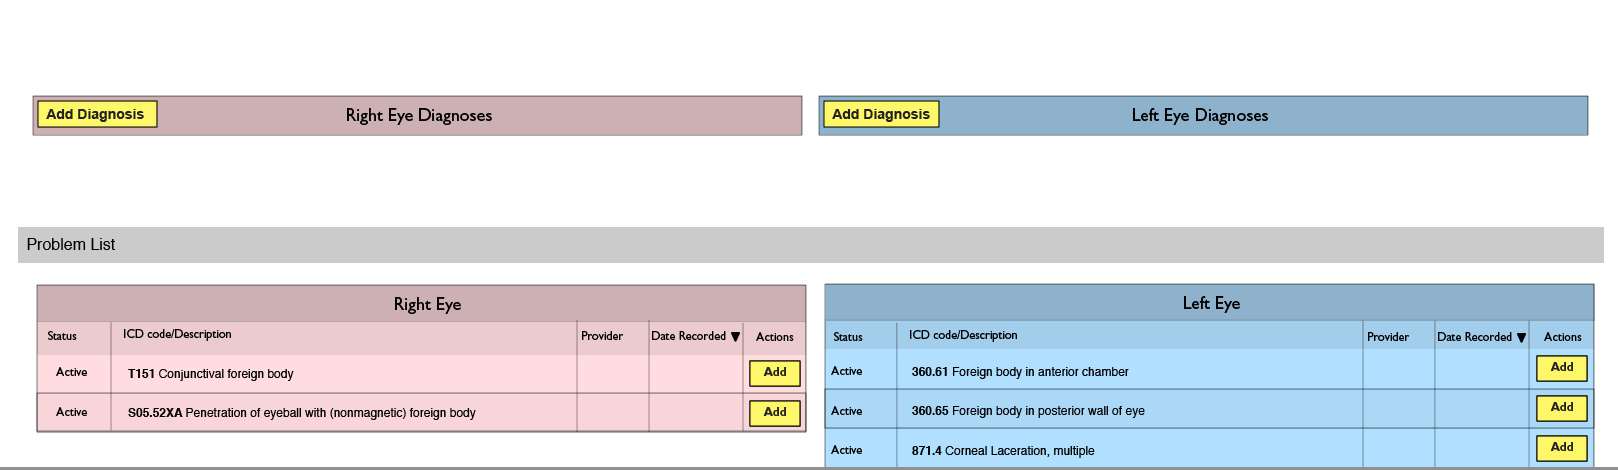 Add Diagnosis Right Eye Diagnoses
Add Diagnosis Left Eye Diagnoses
Problem List
Right Eye
Status ICD code/Description Provider Date Recorded ▼ Actions
Active T151 Conjunctival foreign body Add
Active S05.52XA Penetration of eyeball with (nonmagnetic) foreign body Add
Left Eye
Status ICD code/Description Provider Date Recorded ▼ Actions
Active 360.61 Foreign body in anterior chamber Add
Active 360.65 Foreign body in posterior wall of eye Add
Active 871.4 Corneal Laceration, multiple Add